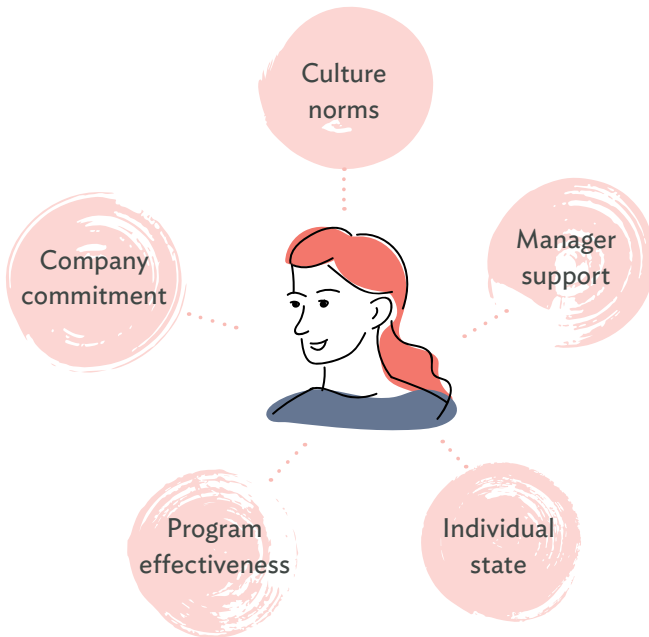 Culture
norms
Manager
support
Company
commitment
Program
effectiveness
Individual
state